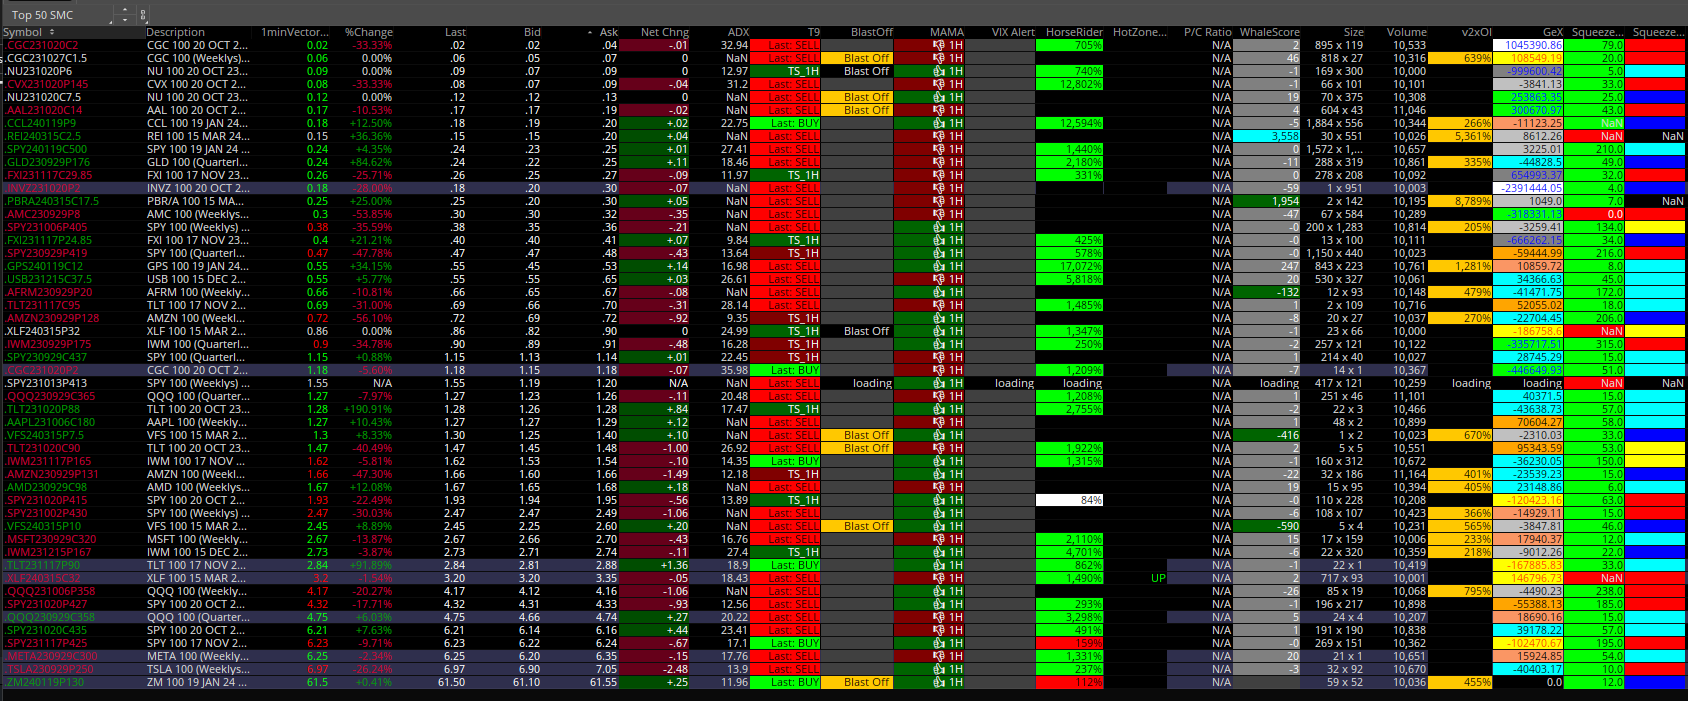 Top 50 SMC
Symbol Description 1minVector... %Change Last Bid Ask Net Chng ADX T9 BlastOff MAMA VIX Alert HorseRider HotZone... P/C Ratio WhaleScore Size Volume v2xOI GeX Squeeze... Squeeze...
.CGC231020C2 CGC 100 20 OCT 2... 0.02 -33.33% .02 .02 .04 -.01 32.94 Last: SELL 1H 705% N/A 2 895 x 119 10,533 1045390.86 79.0
.CGC231027C1.5 CGC 100 (Weeklys)... 0.06 0.00% .06 .05 .07 0 NaN Last: SELL Blast Off 1H N/A 46 818 x 27 10,316 639% 108549.19 20.0
.NU231020P6 NU 100 20 OCT 23... 0.09 0.00% .09 .07 .09 0 12.97 TS_1H Blast Off 1H 740% N/A -1 169 x 300 10,000 -999600.42 5.0
.CVX231020P145 CVX 100 20 OCT 2... 0.08 -33.33% .08 .07 .09 -.04 31.2 Last: SELL 1H 12,802% N/A -1 66 x 101 10,101 -3841.13 33.0
.NU231020C7.5 NU 100 20 OCT 23... 0.12 0.00% .12 .12 .13 0 NaN Last: SELL Blast Off 1H N/A 19 70 x 375 10,308 253863.35 25.0
.AAL231020C14 AAL 100 20 OCT 2... 0.17 -10.53% .17 .17 .19 -.02 NaN Last: SELL Blast Off 1H N/A 4 604 x 43 11,046 300670.97 43.0
.CCL240119P9 CCL 100 19 JAN 24... 0.18 +12.50% .18 .19 .20 +.02 22.75 Last: BUY 1H 12,594% N/A -5 1,884 x 556 10,344 266% -11123.25 NaN
.REI240315C2.5 REI 100 15 MAR 24... 0.15 +36.36% .15 .15 .20 +.04 NaN Last: SELL 1H N/A 3,558 30 x 551 10,026 5,361% 8612.26 NaN NaN
.SPY240119C500 SPY 100 19 JAN 24... 0.24 +4.35% .24 .23 .25 +.01 27.41 Last: SELL 1H 1,440% N/A 0 1,572 x 1,... 10,657 3225.01 210.0
.GLD230929P176 GLD 100 (Quarterl... 0.24 +84.62% .24 .22 .25 +.11 18.46 Last: SELL 1H 2,180% N/A -11 288 x 319 10,861 335% -44828.5 49.0
.FXI231117C29.85 FXI 100 17 NOV 23... 0.26 -25.71% .26 .25 .27 -.09 11.97 TS_1H 1H 331% N/A 0 278 x 208 10,092 654993.37 32.0
.INVZ231020P2 INVZ 100 20 OCT 2... 0.18 -28.00% .18 .20 .30 -.07 NaN Last: SELL 1H N/A -59 1 x 951 10,003 -2391444.05 4.0
.PBRA240315C17.5 PBR/A 100 15 MA... 0.25 +25.00% .25 .20 .30 +.05 NaN Last: SELL 1H N/A 1,954 2 x 142 10,195 8,789% 1049.0 7.0 NaN
.AMC230929P8 AMC 100 (Weeklys... 0.3 -53.85% .30 .30 .32 -.35 NaN Last: SELL 1H N/A -47 67 x 584 10,289 -318331.13 0.0
.SPY231006P405 SPY 100 (Weeklys)... 0.38 -35.59% .38 .35 .36 -.21 NaN Last: SELL 1H N/A -0 200 x 1,283 10,814 205% -3259.41 134.0
.FXI231117P24.85 FXI 100 17 NOV 23... 0.4 +21.21% .40 .40 .41 +.07 9.84 TS_1H 1H 425% N/A -0 13 x 100 10,111 -666262.15 34.0
.SPY230929P419 SPY 100 (Quarterl... 0.47 -47.78% .47 .47 .48 -.43 13.64 TS_1H 1H 578% N/A -0 1,150 x 440 10,023 -59444.99 216.0
.GPS240119C12 GPS 100 19 JAN 24... 0.55 +34.15% .55 .45 .53 +.14 16.98 Last: SELL 1H 17,072% N/A 247 843 x 223 10,761 1,281% 10859.72 8.0
.USB231215C37.5 USB 100 15 DEC 2... 0.55 +5.77% .55 .55 .65 +.03 26.61 Last: SELL 1H 5,818% N/A 20 530 x 327 10,061 34366.63 45.0
.AFRM230929P20 AFRM 100 (Weekly... 0.66 -10.81% .66 .65 .67 -.08 NaN Last: SELL 1H N/A -132 12 x 93 10,148 479% -41471.75 172.0
.TLT231117C95 TLT 100 17 NOV 2... 0.69 -31.00% .69 .66 .70 -.31 28.14 Last: SELL 1H 1,485% N/A 1 2 x 109 10,716 52055.02 18.0
.AMZN230929P128 AMZN 100 (Weekl... 0.72 -56.10% .72 .69 .72 -.92 9.35 TS_1H 1H N/A -8 20 x 27 10,037 270% -22704.45 206.0
.XLF240315P32 XLF 100 15 MAR 2... 0.86 0.00% .86 .82 .90 0 24.99 TS_1H Blast Off 1H 1,347% N/A -1 23 x 66 10,000 -186758.6 NaN
.IWM230929P175 IWM 100 (Quarterl... 0.9 -34.78% .90 .89 .91 -.48 16.28 TS_1H 1H 250% N/A -2 257 x 121 10,122 -335717.51 315.0
.SPY230929C437 SPY 100 (Quarterl... 1.15 +0.88% 1.15 1.13 1.14 +.01 22.45 TS_1H 1H N/A 1 214 x 40 10,027 28745.29 15.0
.CGC231020P2 CGC 100 20 OCT 2... 1.18 -5.60% 1.18 1.15 1.18 -.07 35.98 Last: BUY 1H 1,209% N/A -7 14 x 1 10,367 -446649.93 51.0
.SPY231013P413 SPY 100 (Weeklys)... 1.55 N/A 1.55 1.19 1.20 N/A NaN Last: SELL loading 1H loading loading N/A loading 417 x 121 10,259 loading loading NaN NaN
.QQQ230929C365 QQQ 100 (Quarter... 1.27 -7.97% 1.27 1.26 1.26 -.11 20.48 Last: SELL 1H 1,208% N/A 1 251 x 46 11,101 40371.5 15.0
.TLT231020P88 TLT 100 20 OCT 23... 1.28 +190.91% 1.28 1.26 1.28 +.84 17.47 TS_1H 1H 2,755% N/A -2 22 x 3 10,466 -43638.73 57.0
.AAPL231006C180 AAPL 100 (Weekly... 1.27 +10.43% 1.27 1.27 1.29 +.12 NaN Last: SELL 1H N/A 1 48 x 2 10,899 70604.27 58.0
.VFS240315P7.5 VFS 100 15 MAR 2... 1.3 +8.33% 1.30 1.25 1.40 +.10 NaN Last: SELL Blast Off 1H N/A -416 1 x 2 10,023 670% -2310.03 33.0
.TLT231020C90 TLT 100 20 OCT 23... 1.47 -40.49% 1.47 1.45 1.48 -1.00 26.92 Last: SELL Blast Off 1H 1,922% N/A 2 5 x 5 10,551 95343.59 53.0
.IWM231117P165 IWM 100 17 NOV ... 1.62 -5.81% 1.62 1.53 1.54 -.10 14.35 Last: BUY 1H 1,315% N/A -1 160 x 312 10,672 -36230.05 150.0
.AMZN230929P131 AMZN 100 (Weekl... 1.66 -47.30% 1.66 1.60 1.66 -1.49 12.18 TS_1H 1H N/A -22 32 x 186 11,164 401% -23539.23 15.0
.AMD230929C98 AMD 100 (Weekly... 1.67 +12.08% 1.67 1.65 1.68 +.18 NaN Last: SELL 1H N/A 19 15 x 95 10,394 405% 23148.86 6.0
.SPY231020P415 SPY 100 20 OCT 2... 1.93 -22.49% 1.93 1.94 1.95 -.56 13.89 TS_1H 1H 84% N/A -0 110 x 228 10,208 -120423.16 63.0
.SPY231002P430 SPY 100 (Weeklys)... 2.47 -30.03% 2.47 2.47 2.49 -1.06 NaN Last: SELL 1H N/A -6 108 x 107 10,423 366% -14929.11 15.0
.VFS240315P10 VFS 100 15 MAR 2... 2.45 +8.89% 2.45 2.25 2.60 +.20 NaN Last: SELL Blast Off 1H N/A -590 5 x 4 10,231 565% -3847.81 46.0
.MSFT230929C320 MSFT 100 (Weekly... 2.67 -13.87% 2.67 2.66 2.70 -.43 16.76 Last: SELL 1H 2,110% N/A 15 17 x 159 10,006 233% 17940.37 12.0
.IWM231215P167 IWM 100 15 DEC 2... 2.73 -3.87% 2.73 2.71 2.74 -.11 27.4 TS_1H 1H 4,701% N/A -6 22 x 320 10,359 218% -9012.26 22.0
.TLT231117P90 TLT 100 17 NOV 2... 2.84 +91.89% 2.84 2.81 2.88 +1.36 18.9 Last: BUY 1H 862% N/A -1 22 x 1 10,419 -167885.83 33.0
.XLF240315C32 XLF 100 15 MAR 2... 3.2 -1.54% 3.20 3.20 3.35 -.05 18.43 Last: SELL 1H 1,490% UP N/A 2 717 x 93 10,001 146796.73 NaN
.QQQ231006P358 QQQ 100 (Weekly... 4.17 -20.27% 4.17 4.12 4.16 -1.06 NaN Last: SELL 1H N/A -26 85 x 19 10,068 795% -4490.23 238.0
.SPY231020P427 SPY 100 20 OCT 2... 4.32 -17.71% 4.32 4.31 4.33 -.93 12.56 Last: SELL 1H 293% N/A -1 196 x 217 10,898 -55388.13 185.0
.QQQ230929C358 QQQ 100 (Quarter... 4.75 +6.03% 4.75 4.66 4.74 +.27 20.22 Last: SELL 1H 3,298% N/A 5 24 x 4 10,207 18690.16 15.0
.SPY231020C435 SPY 100 20 OCT 2... 6.21 +7.63% 6.21 6.14 6.16 +.44 23.41 Last: SELL 1H 491% N/A 1 191 x 190 10,838 39178.22 57.0
.SPY231117P425 SPY 100 17 NOV 2... 6.23 -9.71% 6.23 6.22 6.24 -.67 17.1 Last: BUY 1H 159% N/A -0 269 x 151 10,362 -102470.67 195.0
.META230929C300 META 100 (Weekly... 6.25 -2.34% 6.25 6.20 6.35 -.15 17.76 Last: SELL 1H 1,331% N/A 20 21 x 1 10,651 15924.85 54.0
.TSLA230929P250 TSLA 100 (Weeklys... 6.97 -26.24% 6.97 6.90 7.05 -2.48 13.9 Last: SELL 1H 237% N/A -3 32 x 92 10,670 -40403.17 10.0
.ZM240119P130 ZM 100 19 JAN 24 ... 61.5 +0.41% 61.50 61.10 61.55 +.25 11.96 Last: BUY Blast Off 1H 112% N/A 59 x 52 10,036 455% 0.0 12.0